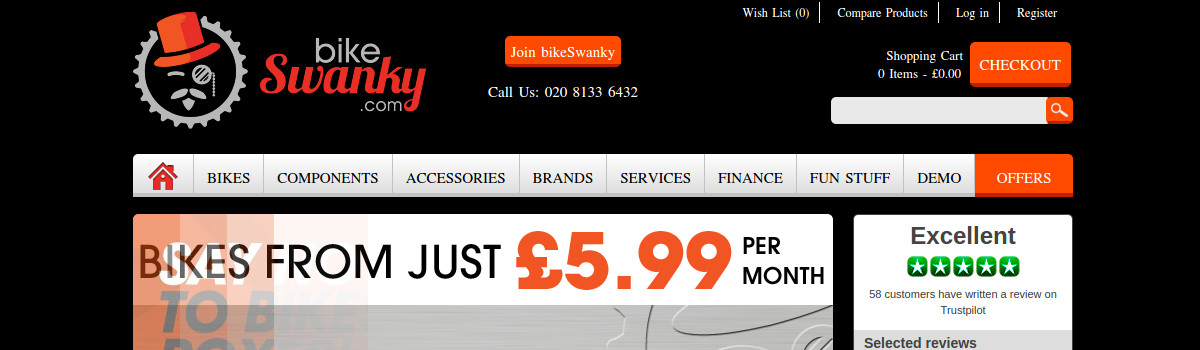 Wish List (0)
Compare Products
Log in
Register
bike
Swanky
.com
Join bikeSwanky
Call Us: 020 8133 6432
Shopping Cart
0 Items - £0.00
CHECKOUT
BIKES
COMPONENTS
ACCESSORIES
BRANDS
SERVICES
FINANCE
FUN STUFF
DEMO
OFFERS
BIKES FROM JUST £5.99 PER MONTH
SAY
TO BIKE
Excellent
58 customers have written a review on
Trustpilot
Selected reviews